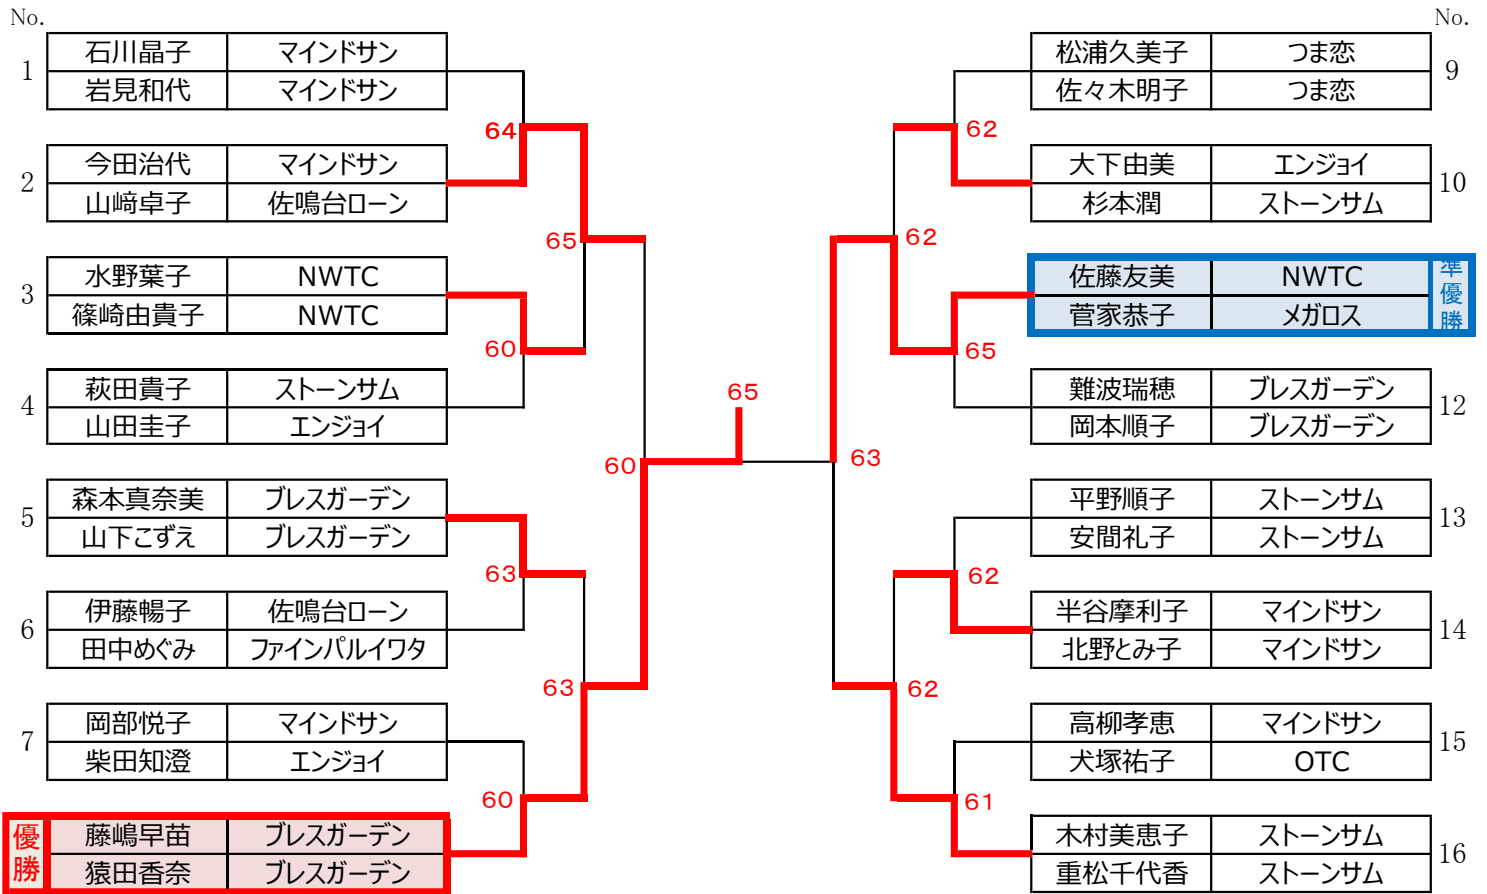 No.
1 石川晶子 マインドサン
岩見和代 マインドサン
64
2 今田治代 マインドサン
山﨑卓子 佐鳴台ローン
65
3 水野葉子 NWTC
篠崎由貴子 NWTC
60
4 萩田貴子 ストーンサム
山田圭子 エンジョイ
60
5 森本真奈美 ブレスガーデン
山下こずえ ブレスガーデン
63
6 伊藤暢子 佐鳴台ローン
田中めぐみ ファインパルイワタ
63
7 岡部悦子 マインドサン
柴田知澄 エンジョイ
60
優勝 藤嶋早苗 ブレスガーデン
猿田香奈 ブレスガーデン
65
No.
松浦久美子 つま恋 9
佐々木明子 つま恋
62
大下由美 エンジョイ 10
杉本潤 ストーンサム
62
佐藤友美 NWTC 準優勝
菅家恭子 メガロス
65
難波瑞穂 ブレスガーデン 12
岡本順子 ブレスガーデン
63
平野順子 ストーンサム 13
安間礼子 ストーンサム
62
半谷摩利子 マインドサン 14
北野とみ子 マインドサン
62
高柳孝恵 マインドサン 15
犬塚祐子 OTC
61
木村美恵子 ストーンサム 16
重松千代香 ストーンサム